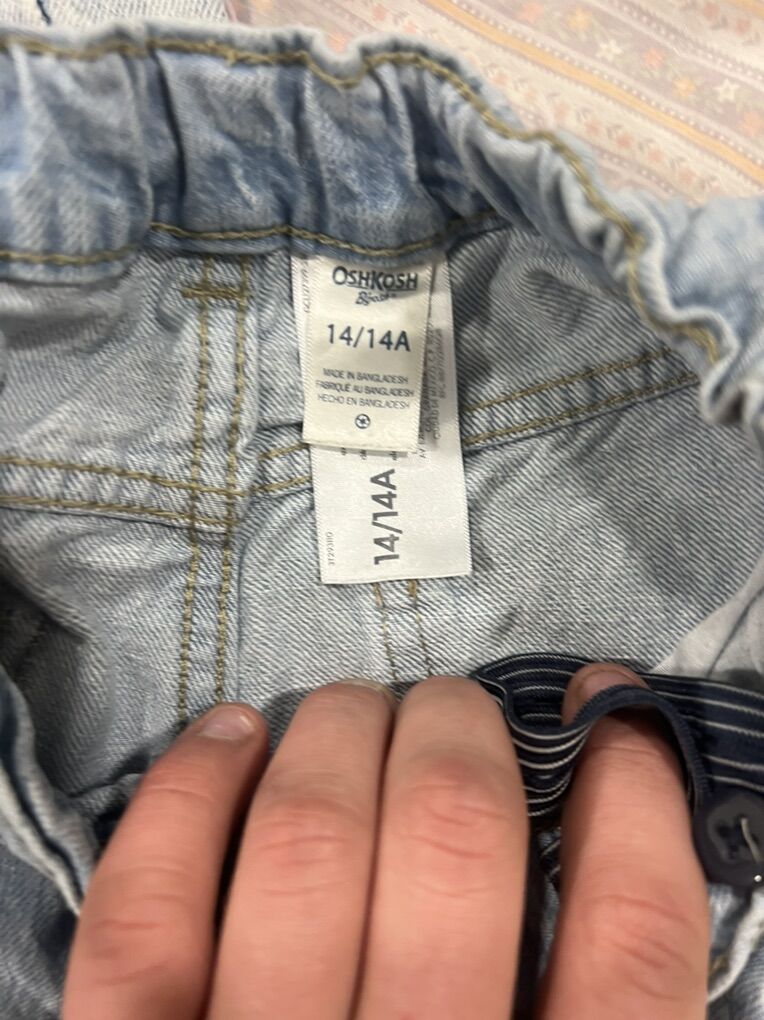 OSHKOSH
B'gosh
14/14A
MADE IN BANGLADESH
FABRIQUÉ AU BANGLADESH
HECHO EN BANGLADESH
14/14A